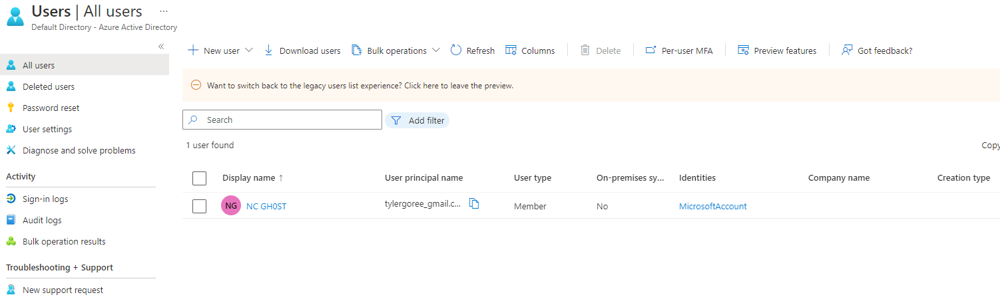 Users | All users ...
Default Directory - Azure Active Directory
«
All users
Deleted users
Password reset
User settings
Diagnose and solve problems
Activity
Sign-in logs
Audit logs
Bulk operation results
Troubleshooting + Support
New support request
New user Download users Bulk operations Refresh Columns Delete Per-user MFA Preview features Got feedback?
Want to switch back to the legacy users list experience? Click here to leave the preview.
Search Add filter
1 user found Copy
Display name ↑ User principal name User type On-premises sy... Identities Company name Creation type
NG NC GH0ST tylergoree_gmail.c... Member No MicrosoftAccount